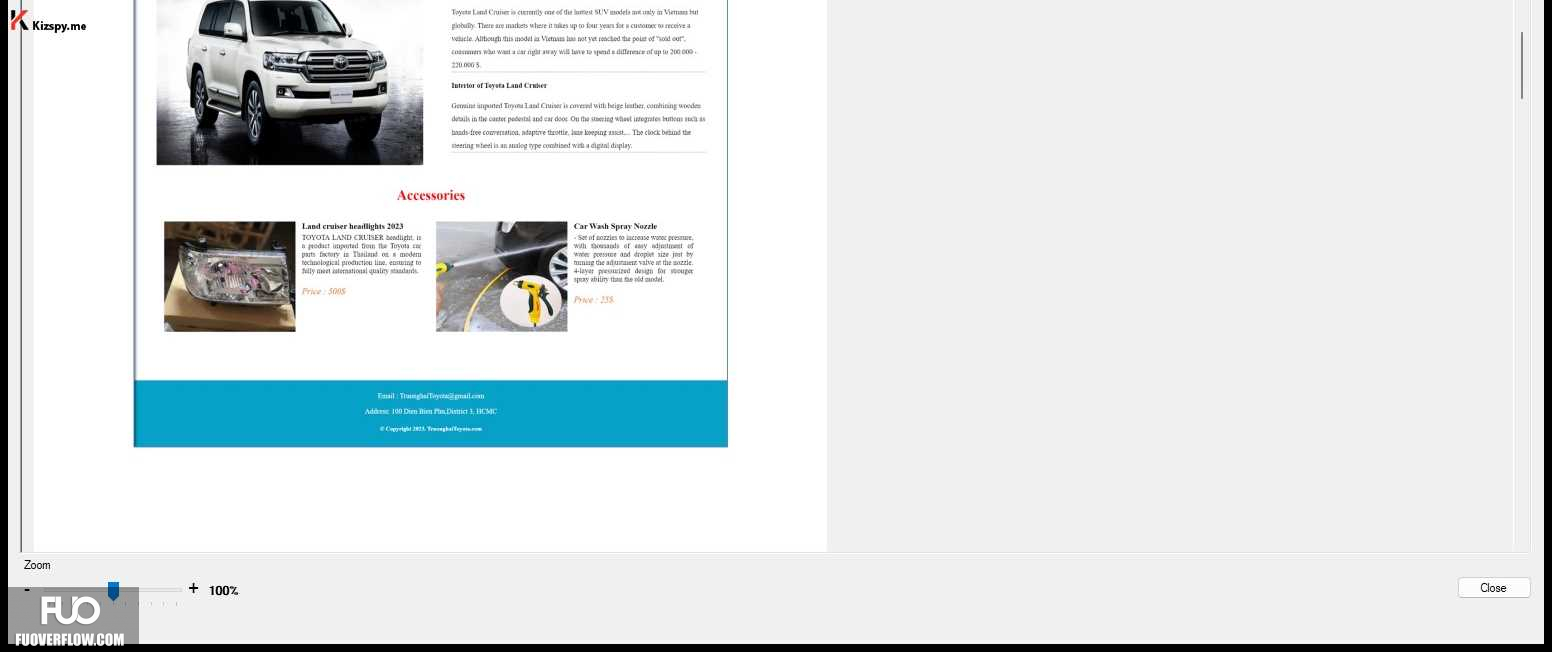 Kizspy.me
Toyota Land Cruiser is currently one of the hottest SUV models not only in Vietnam but
globally. There are markets where it takes up to four years for a customer to receive a
vehicle. Although this model in Vietnam has not yet reached the point of "sold out",
consumers who want a car right away will have to spend a difference of up to 200.000 -
220.000 $.
Interior of Toyota Land Cruiser
Genuine imported Toyota Land Cruiser is covered with beige leather, combining wooden
details in the center pedestal and car door. On the steering wheel integrates buttons such as
hands-free conversation, adaptive throttle, lane keeping assist,... The clock behind the
steering wheel is an analog type combined with a digital display.
Accessories
Land cruiser headlights 2023
TOYOTA LAND CRUISER headlight, is
a product imported from the Toyota car
parts factory in Thailand on a modern
technological production line, ensuring to
fully meet international quality standards.
Price : 500$
Car Wash Spray Nozzle
- Set of nozzles to increase water pressure,
with thousands of easy adjustment of
water pressure and droplet size just by
turning the adjustment valve at the nozzle.
4-layer pressurized design for stronger
spray ability than the old model.
Price : 25$
Email : TruonghaiToyota@gmail.com
Address: 100 Dien Bien Phu,District 3, HCMC
© Copyright 2023. TruonghaiToyota.com
Zoom
- + 100%
Close
FUO
FUOVERFLOW.COM